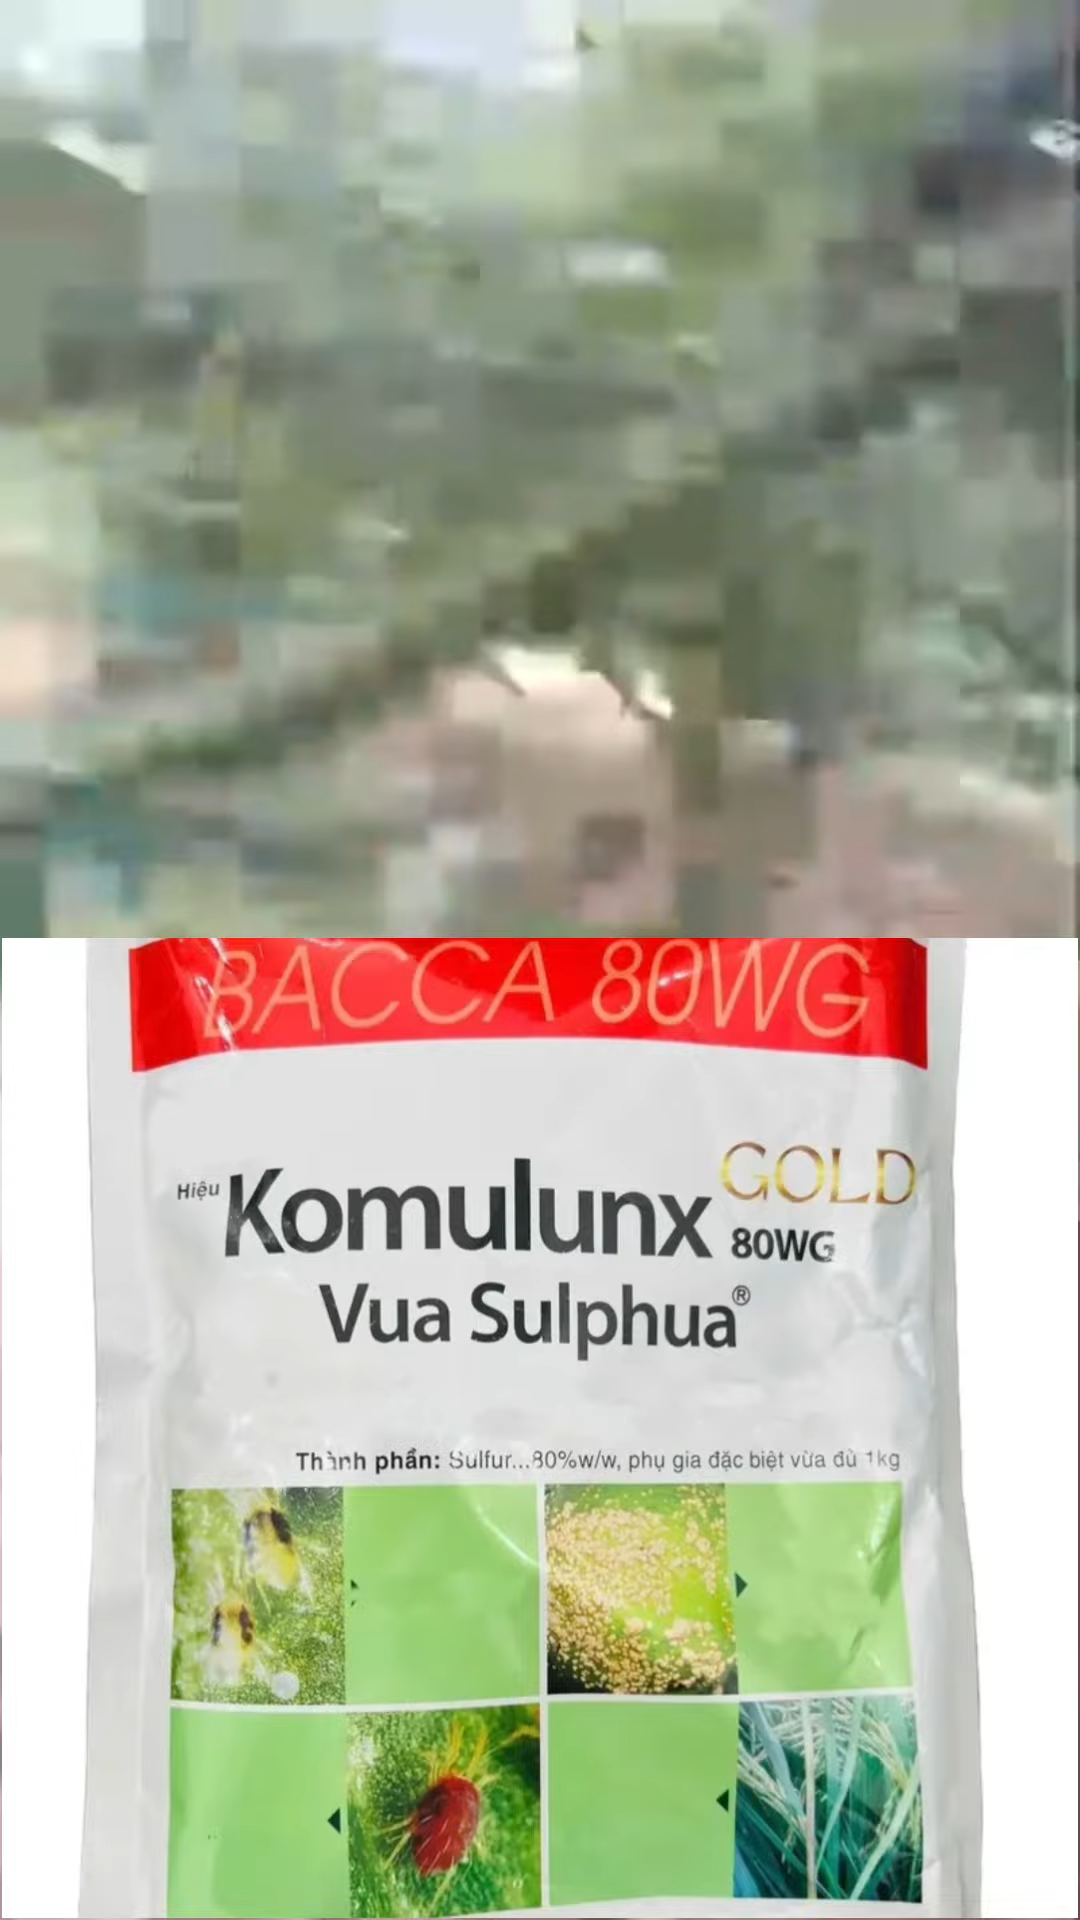 BACCA 80WG
Hiệu Komulunx GOLD
80WG
Vua Sulphua®
Thành phần: Sulfur...80%w/w, phụ gia đặc biệt vừa đủ 1kg